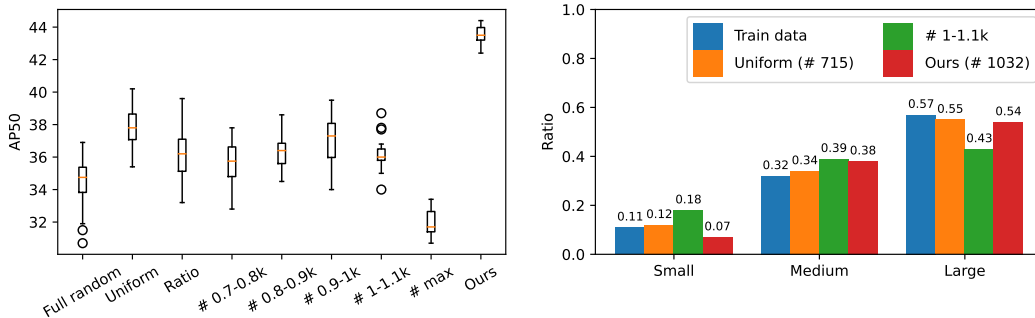 44
42
40
38
36
34
32
AP50
Full random
Uniform
Ratio
# 0.7-0.8k
# 0.8-0.9k
# 0.9-1k
# 1-1.1k
# max
Ours
1.0
0.8
0.6
0.4
0.2
0.0
Ratio
Train data
Uniform (# 715)
# 1-1.1k
Ours (# 1032)
0.11
0.12
0.18
0.07
0.32
0.34
0.39
0.38
0.57
0.55
0.43
0.54
Small
Medium
Large